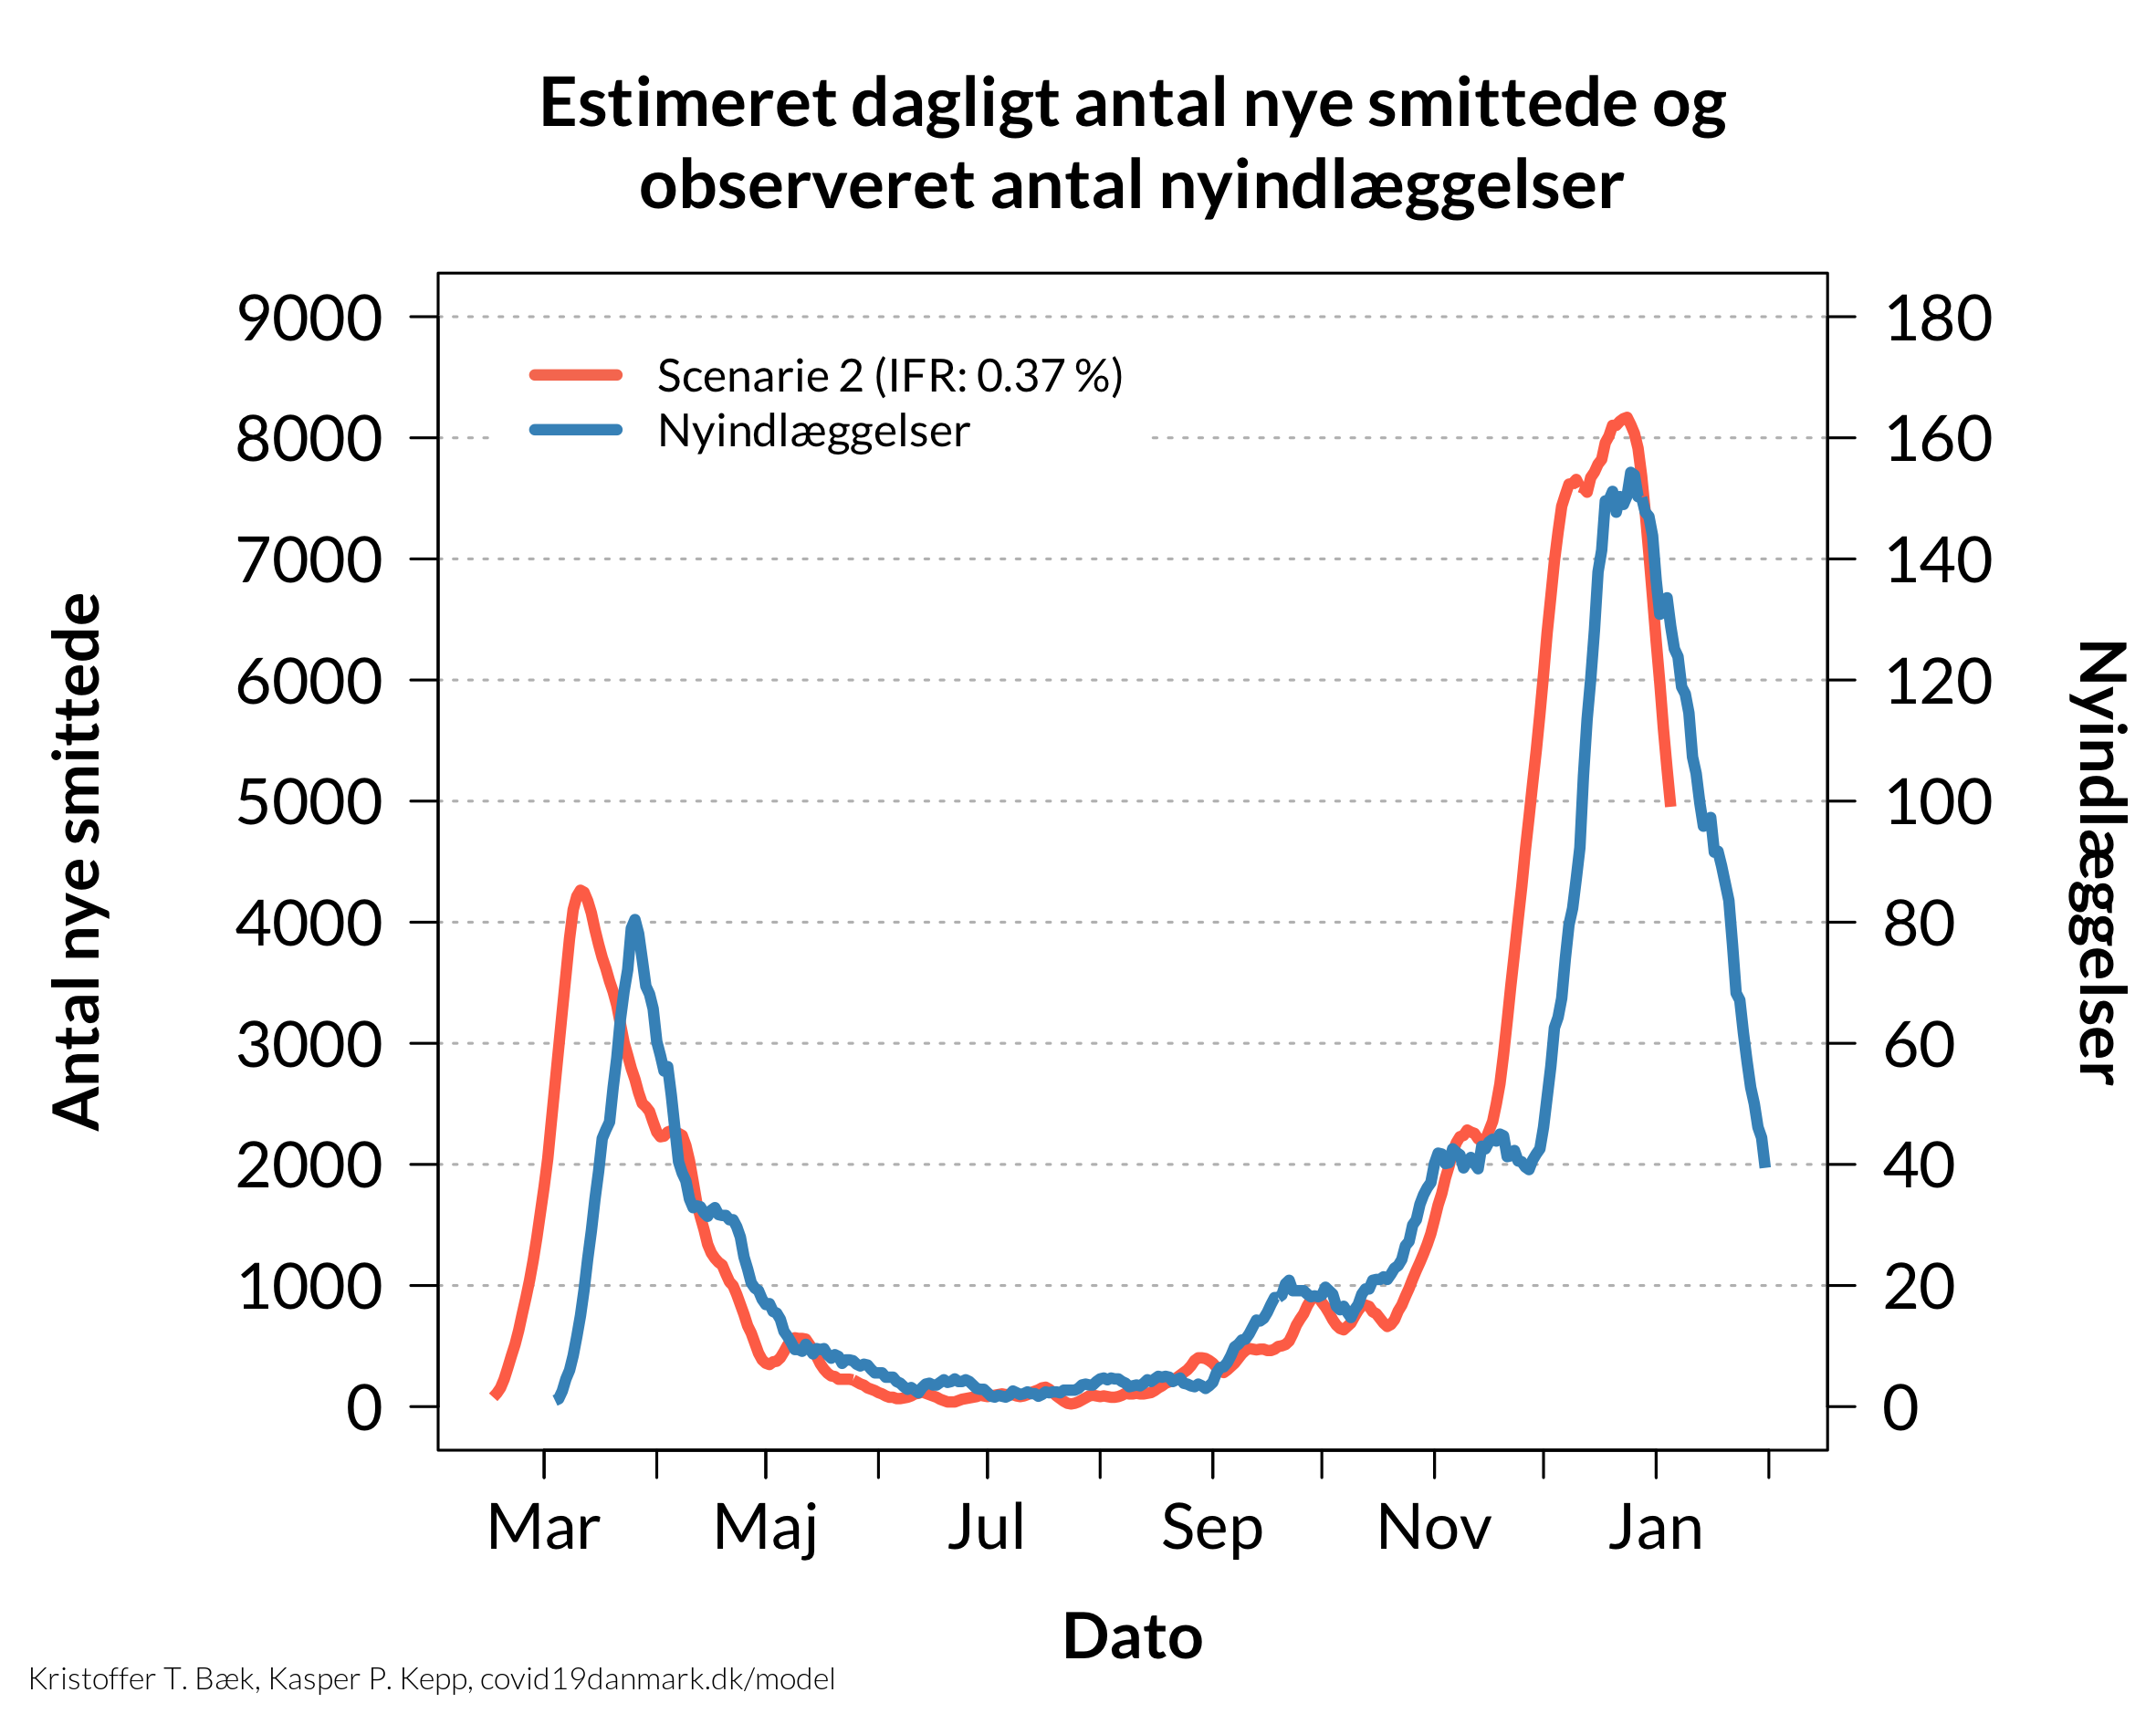 Estimeret dagligt antal nye smittede og
observeret antal nyindlæggelser
Scenarie 2 (IFR: 0.37 %)
Nyindlæggelser
Antal nye smittede
9000
8000
7000
6000
5000
4000
3000
2000
1000
0
180
160
140
120
100
80
60
40
20
0
Nyindlæggelser
Mar Maj Jul Sep Nov Jan
Dato
Kristoffer T. Bæk, Kasper P. Kepp, covid19danmark.dk/model